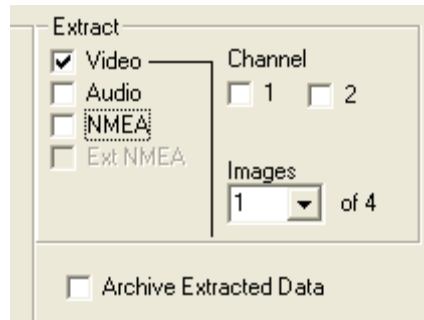 Extract
Video
Audio
NMEA
Ext NMEA
Channel
1 2
Images
1 of 4
Archive Extracted Data